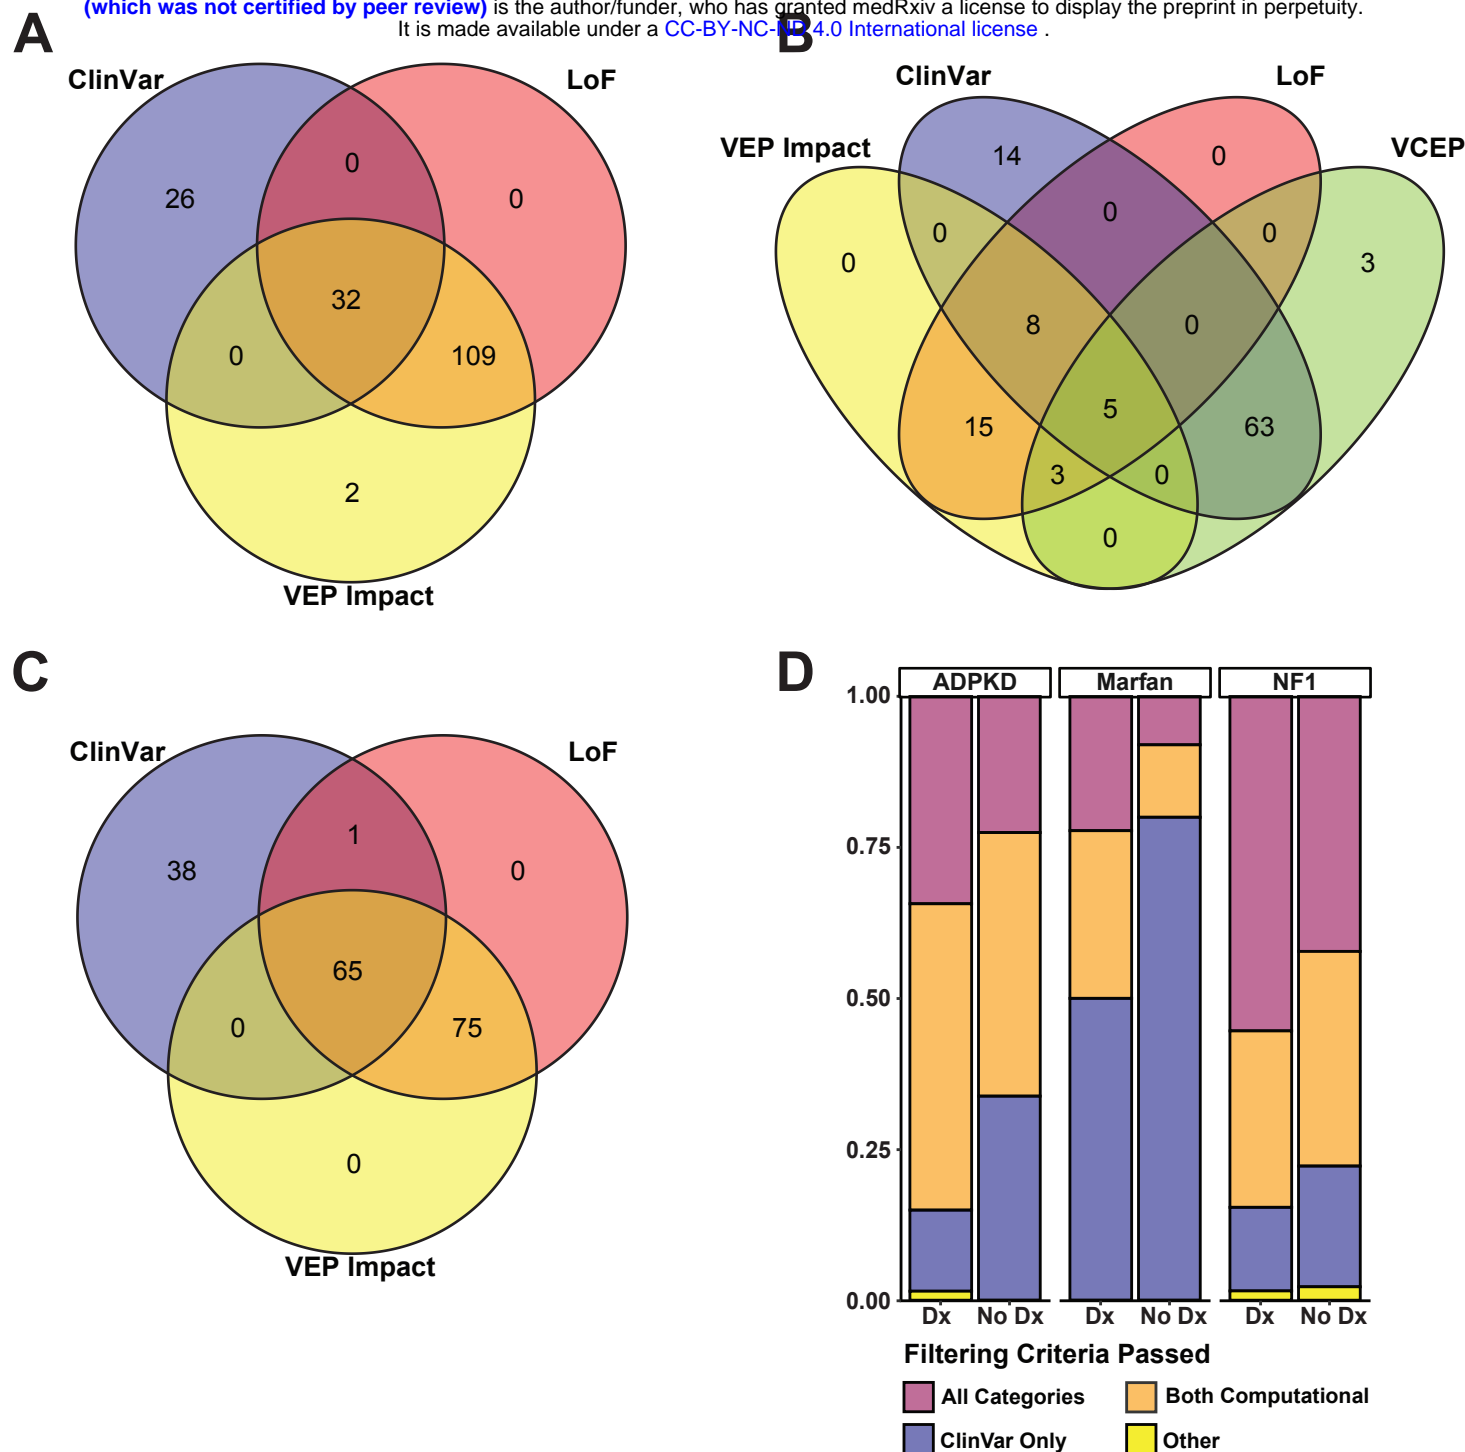 (which was not certified by peer review) is the author/funder, who has granted medRxiv a license to display the preprint in perpetuity.
It is made available under a CC-BY-NC-ND 4.0 International license .
A
ClinVar
LoF
26
0
0
32
0
109
2
VEP Impact
B
ClinVar
LoF
VEP Impact
VCEP
14
0
0
0
0
0
3
8
0
15
5
63
3
0
0
C
ClinVar
LoF
38
1
0
65
0
75
0
VEP Impact
D
ADPKD
Marfan
NF1
1.00
0.75
0.50
0.25
0.00
Dx
No Dx
Dx
No Dx
Dx
No Dx
Filtering Criteria Passed
All Categories
Both Computational
ClinVar Only
Other